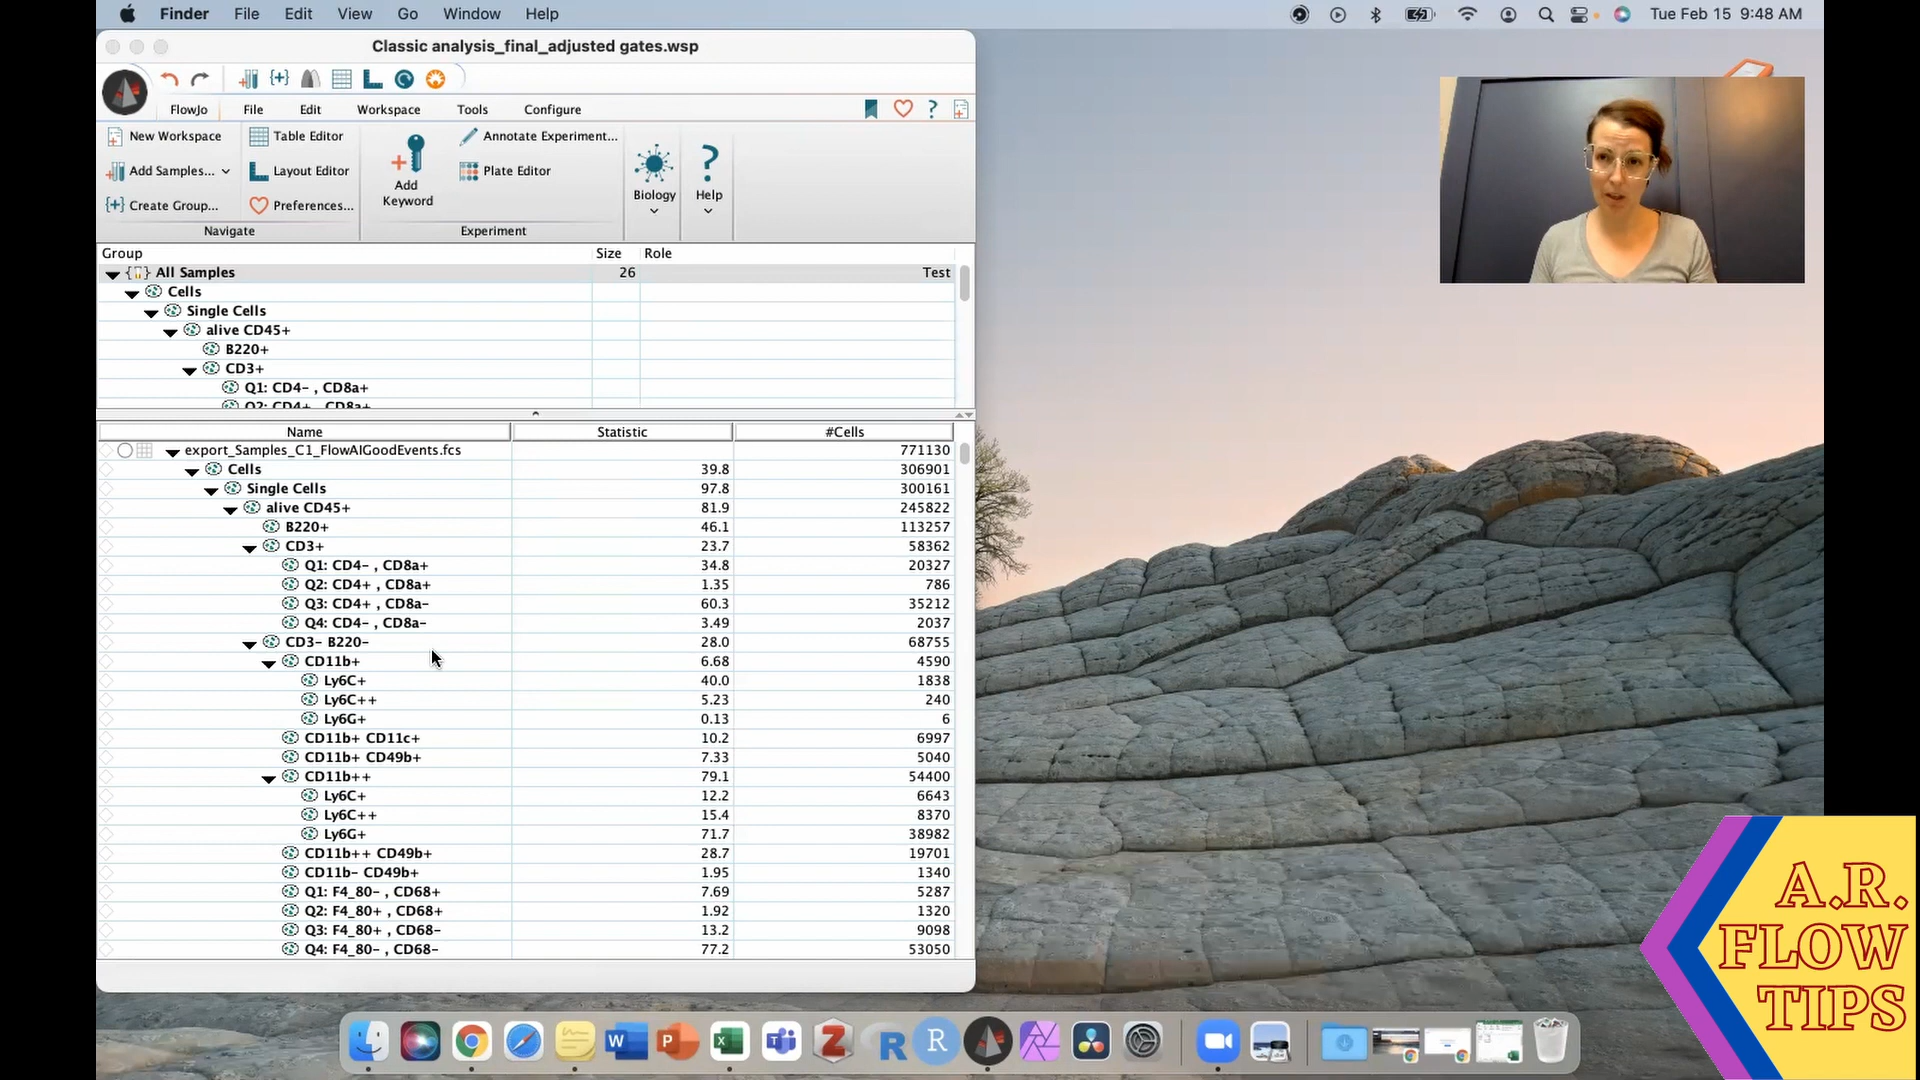 Finder File Edit View Go Window Help Tue Feb 15 9:48 AM
Classic analysis_final_adjusted gates.wsp
FlowJo File Edit Workspace Tools Configure
New Workspace Table Editor Annotate Experiment...
Add Samples... Layout Editor Add Keyword Plate Editor
Create Group... Preferences... Biology Help
Navigate Experiment
Group Size Role
All Samples 26 Test
Cells
Single Cells
alive CD45+
B220+
CD3+
Q1: CD4- , CD8a+
Q2: CD4+ , CD8a+
Name Statistic #Cells
export_Samples_C1_FlowAIGoodEvents.fcs 771130
Cells 39.8 306901
Single Cells 97.8 300161
alive CD45+ 81.9 245822
B220+ 46.1 113257
CD3+ 23.7 58362
Q1: CD4- , CD8a+ 34.8 20327
Q2: CD4+ , CD8a+ 1.35 786
Q3: CD4+ , CD8a- 60.3 35212
Q4: CD4- , CD8a- 3.49 2037
CD3- B220- 28.0 68755
CD11b+ 6.68 4590
Ly6C+ 40.0 1838
Ly6C++ 5.23 240
Ly6G+ 0.13 6
CD11b+ CD11c+ 10.2 6997
CD11b+ CD49b+ 7.33 5040
CD11b++ 79.1 54400
Ly6C+ 12.2 6643
Ly6C++ 15.4 8370
Ly6G+ 71.7 38982
CD11b++ CD49b+ 28.7 19701
CD11b- CD49b+ 1.95 1340
Q1: F4_80- , CD68+ 7.69 5287
Q2: F4_80+ , CD68+ 1.92 1320
Q3: F4_80+ , CD68- 13.2 9098
Q4: F4_80- , CD68- 77.2 53050
A.R.
FLOW
TIPS